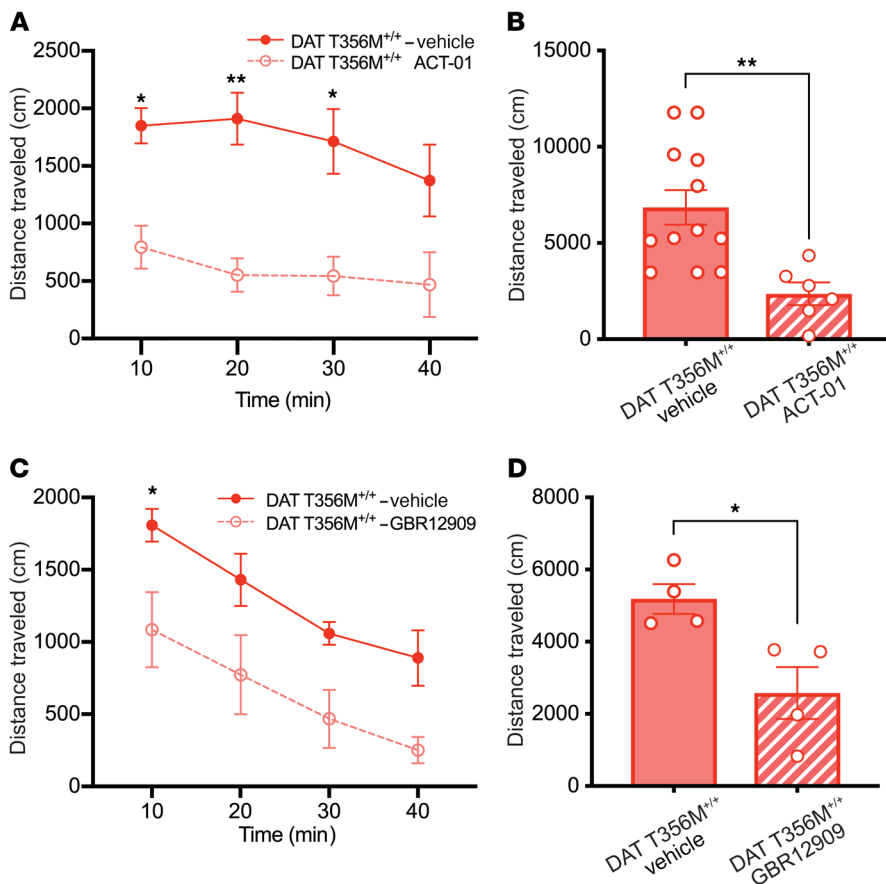 A
DAT T356M+/+ – vehicle
DAT T356M+/+ ACT-01
Distance traveled (cm)
2500
2000
1500
1000
500
0
*
**
*
10
20
30
40
Time (min)
B
Distance traveled (cm)
15000
10000
5000
0
**
DAT T356M+/+
vehicle
DAT T356M+/+
ACT-01
C
DAT T356M+/+ – vehicle
DAT T356M+/+ – GBR12909
Distance traveled (cm)
2000
1500
1000
500
0
*
10
20
30
40
Time (min)
D
Distance traveled (cm)
8000
6000
4000
2000
0
*
DAT T356M+/+
vehicle
DAT T356M+/+
GBR12909